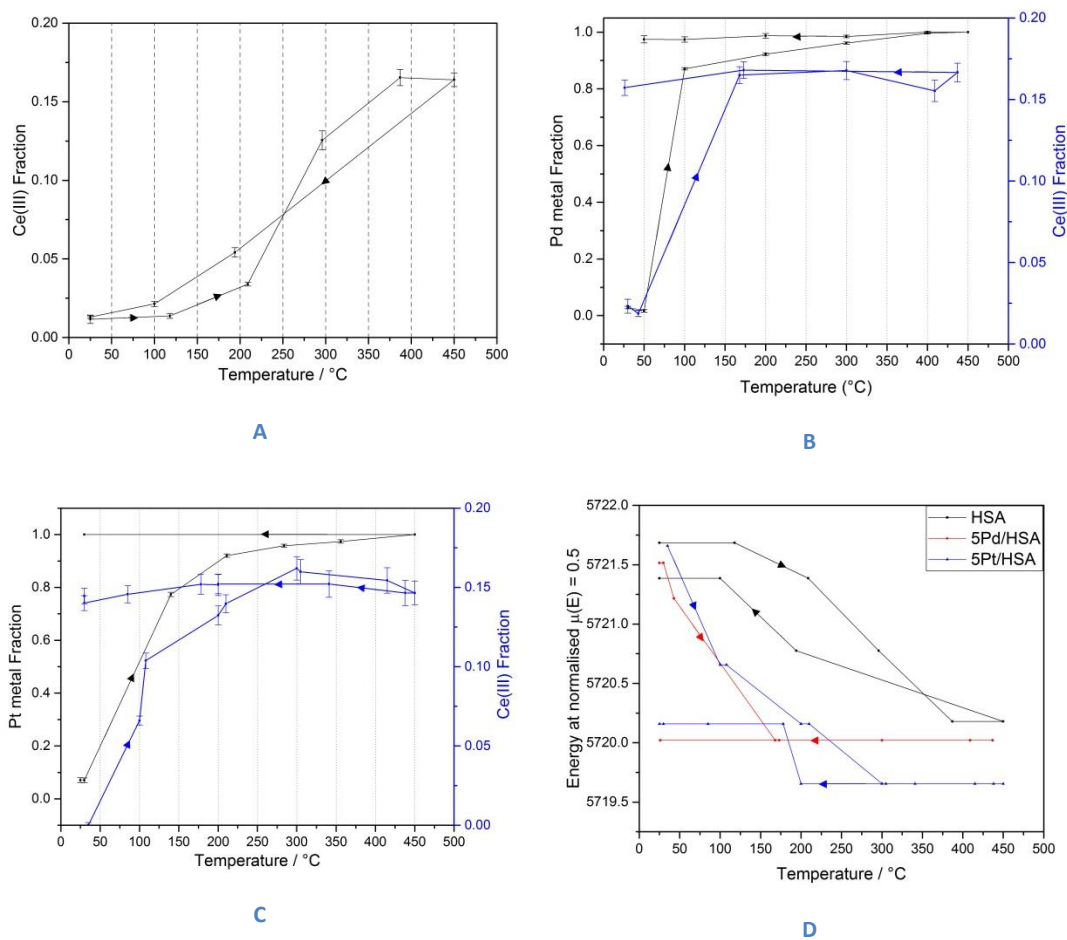 0.20
0.15
0.10
0.05
0.00
Ce(III) Fraction
0 50 100 150 200 250 300 350 400 450 500
Temperature / °C
A
1.0
0.8
0.6
0.4
0.2
0.0
Pd metal Fraction
0.20
0.15
0.10
0.05
0.00
Ce(III) Fraction
0 50 100 150 200 250 300 350 400 450 500
Temperature (°C)
B
1.0
0.8
0.6
0.4
0.2
0.0
Pt metal Fraction
0.20
0.15
0.10
0.05
0.00
Ce(III) Fraction
0 50 100 150 200 250 300 350 400 450 500
Temperature / °C
C
5722.0
5721.5
5721.0
5720.5
5720.0
5719.5
Energy at normalised μ(E) = 0.5
HSA
5Pd/HSA
5Pt/HSA
0 50 100 150 200 250 300 350 400 450 500
Temperature / °C
D